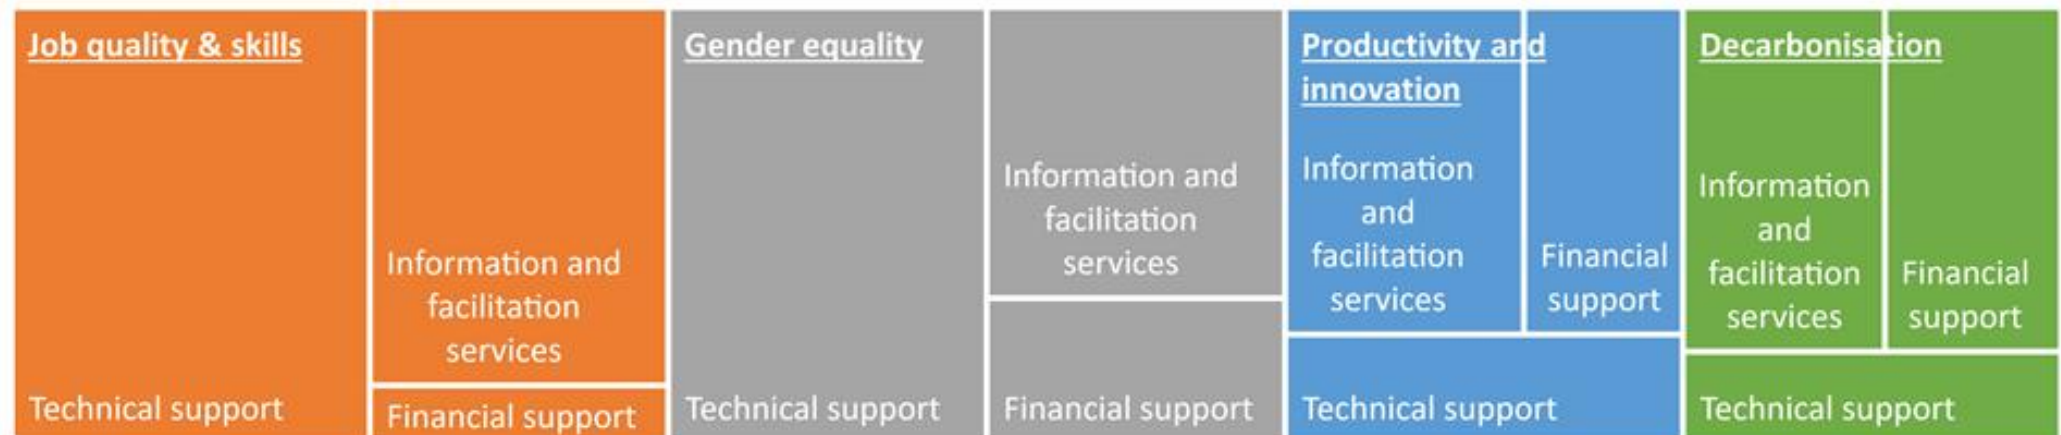 Job quality & skills
Technical support
Information and
facilitation
services
Financial support
Gender equality
Technical support
Information and
facilitation
services
Financial support
Productivity and
innovation
Information
and
facilitation
services
Financial
support
Technical support
Decarbonisation
Information
and
facilitation
services
Financial
support
Technical support